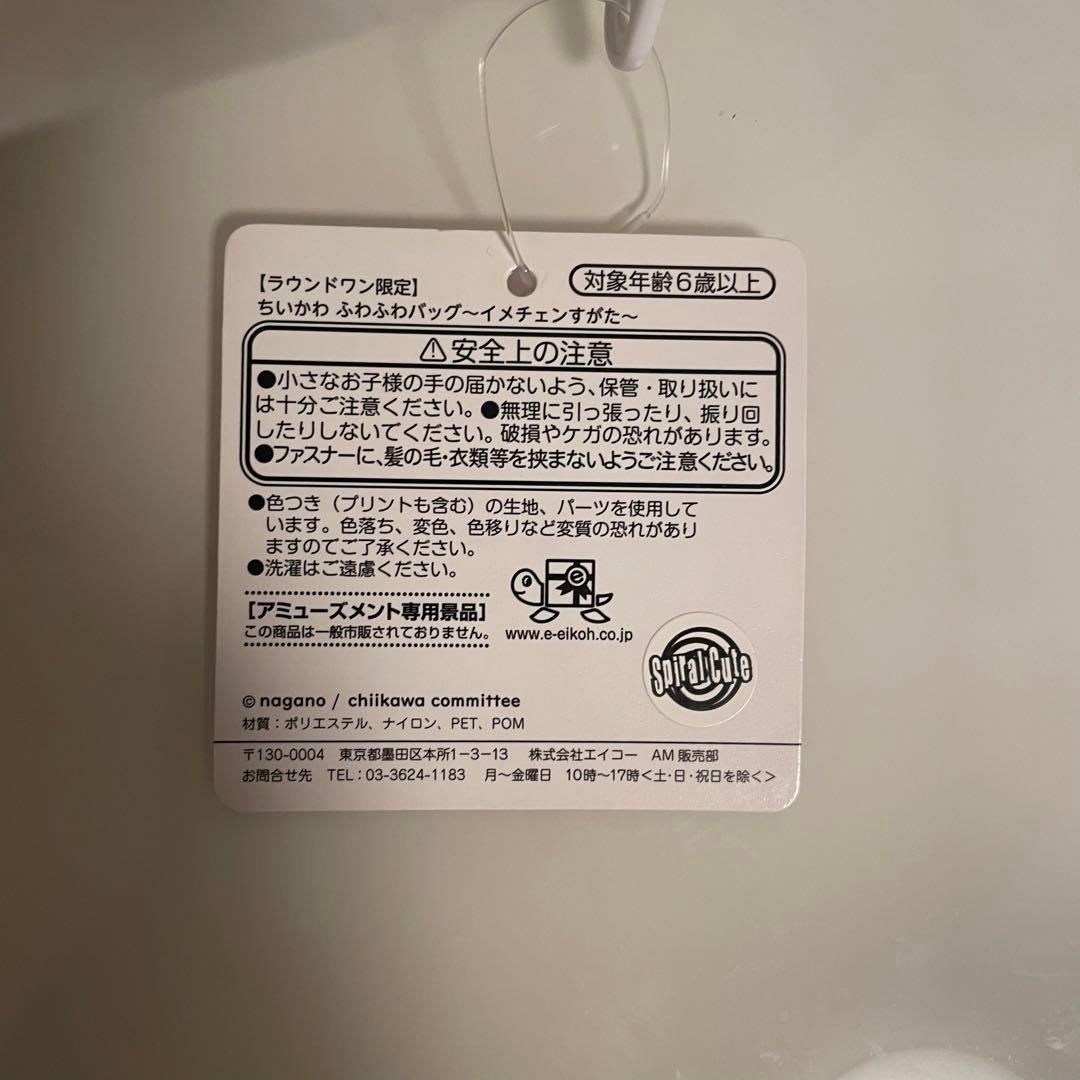 【ラウンドワン限定】
対象年齢6歳以上
ちいかわ ふわふわバッグ〜イメチェンすがた〜
⚠安全上の注意
●小さなお子様の手の届かないよう、保管・取り扱いに
は十分ご注意ください。●無理に引っ張ったり、振り回
したりしないでください。破損やケガの恐れがあります。
●ファスナーに、髪の毛・衣類等を挟まないようご注意ください。
●色つき（プリントも含む）の生地、パーツを使用して
います。色落ち、変色、色移りなど変質の恐れがあり
ますのでご了承ください。
●洗濯はご遠慮ください。
【アミューズメント専用景品】
この商品は一般市販されておりません。
www.e-eikoh.co.jp
Spiral Cute
© nagano / chiikawa committee
材質：ポリエステル、ナイロン、PET、POM
〒130-0004 東京都墨田区本所1-3-13 株式会社エイコー AM販売部
お問合せ先 TEL：03-3624-1183 月〜金曜日 10時〜17時<土・日・祝日を除く>